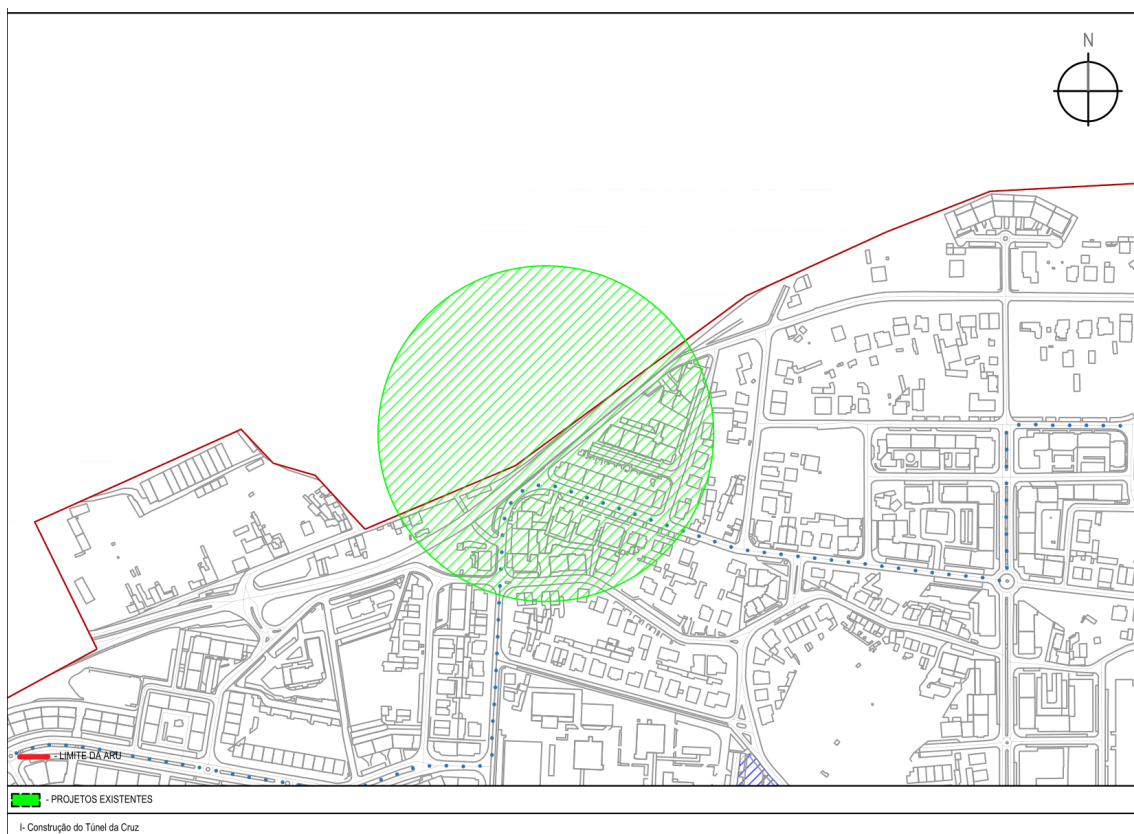 N
- LIMITE DA ARU
- PROJETOS EXISTENTES
I- Construção do Túnel da Cruz